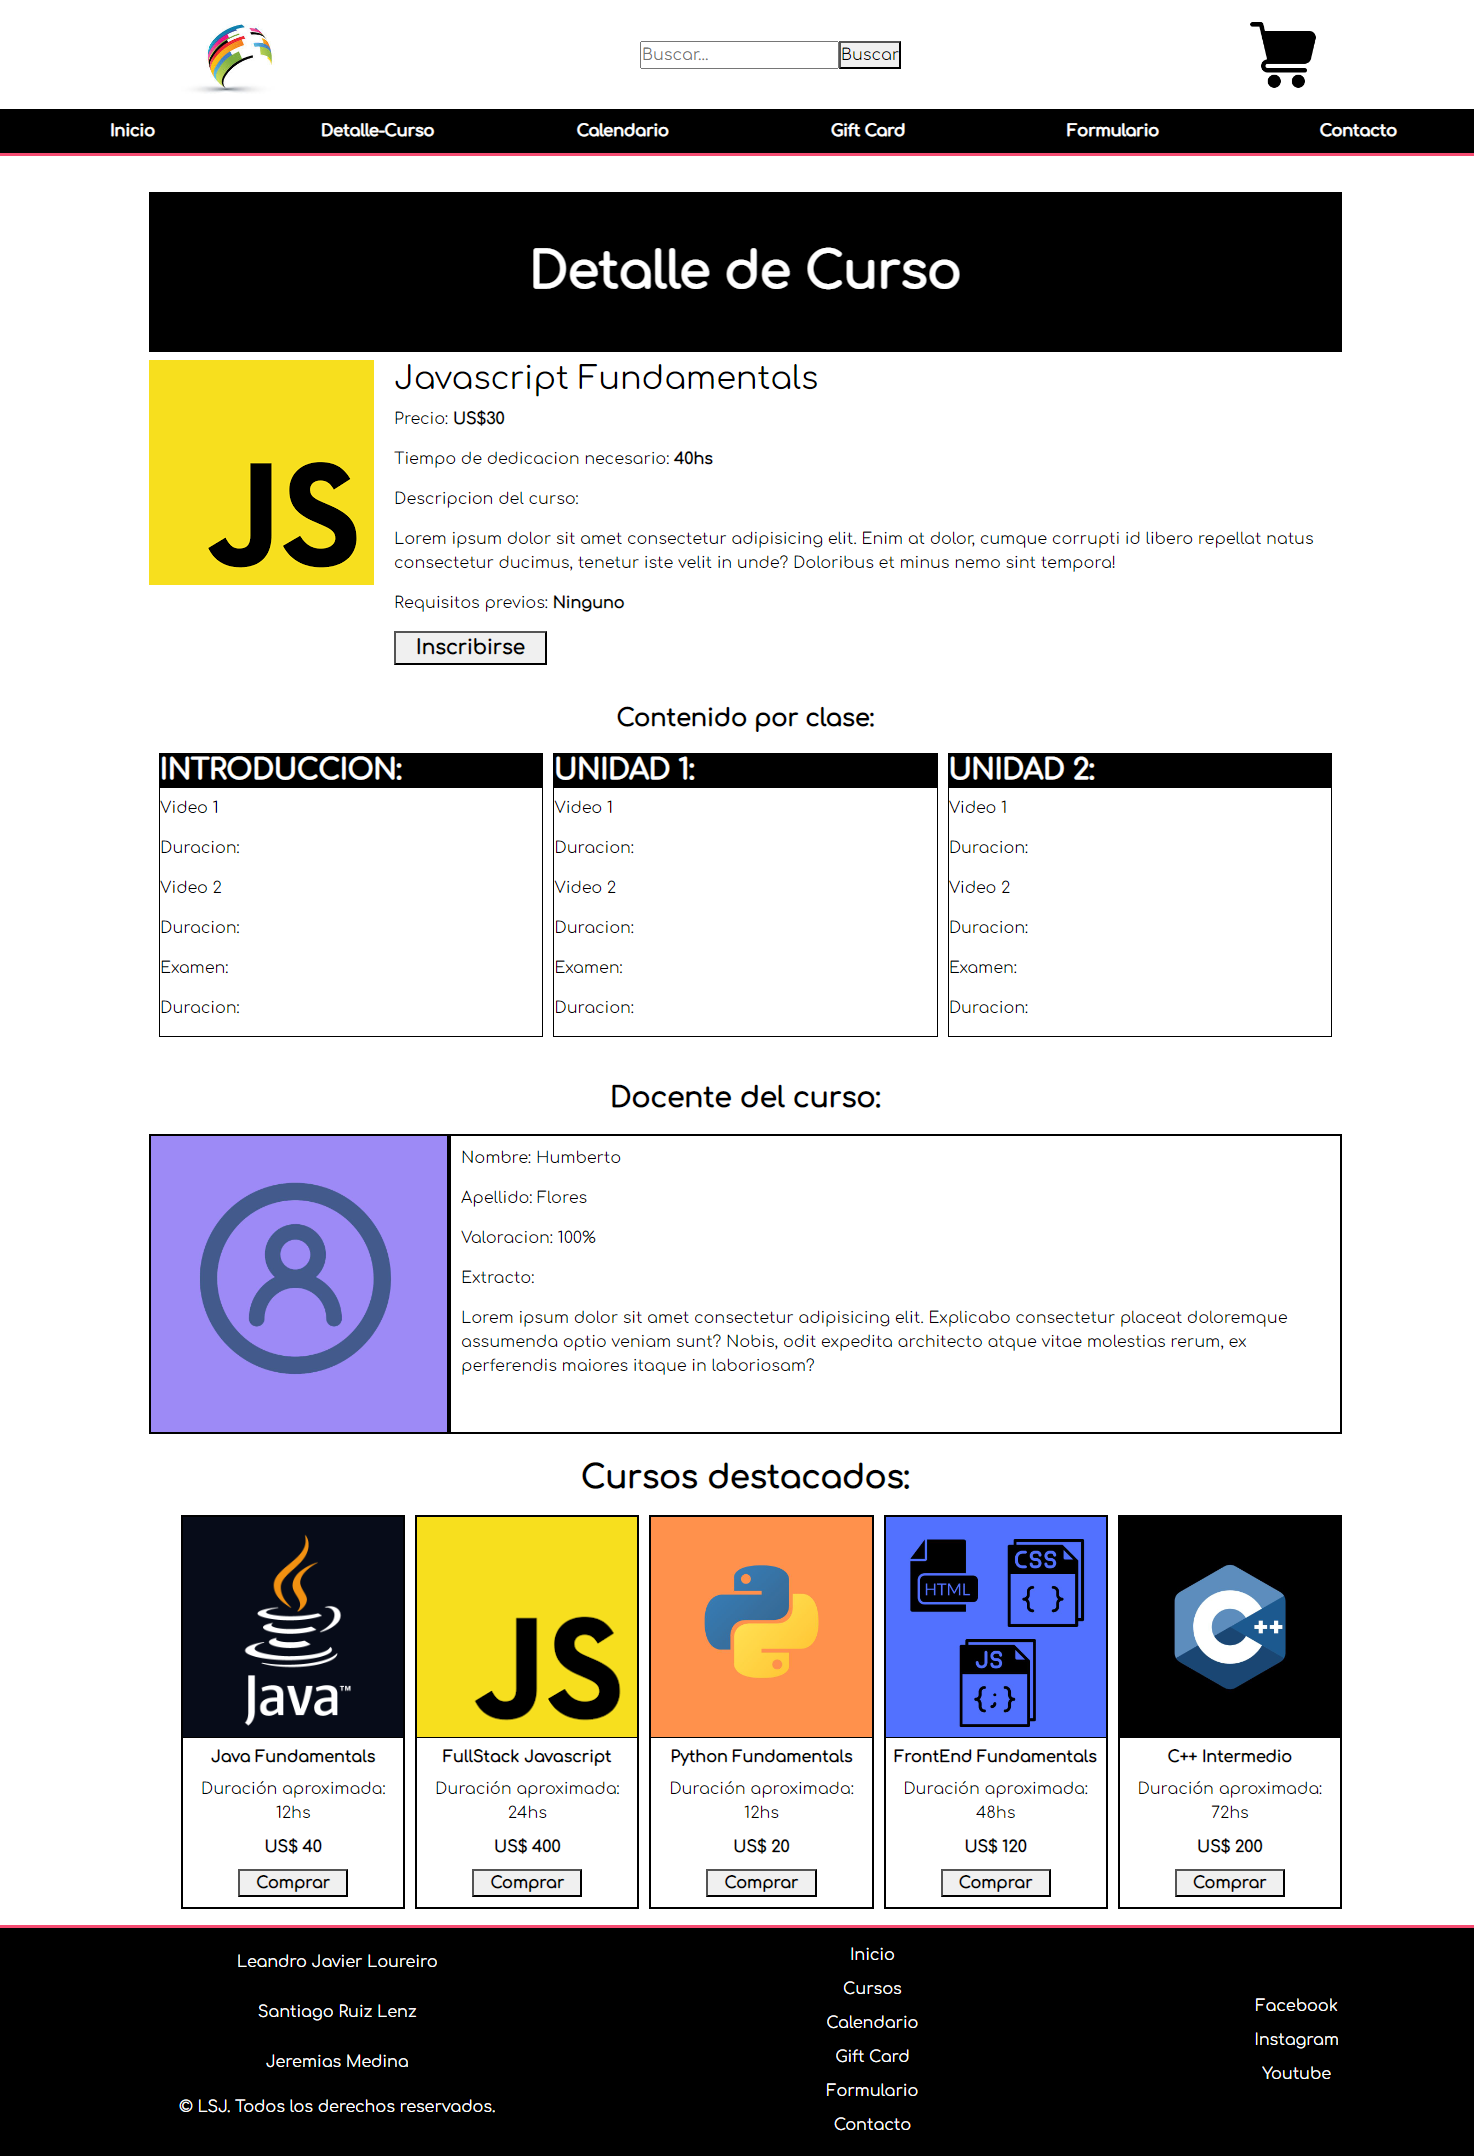 Buscar...
Buscar
Inicio
Detalle-Curso
Calendario
Gift Card
Formulario
Contacto
Detalle de Curso
JS
Javascript Fundamentals
Precio: US$30
Tiempo de dedicacion necesario: 40hs
Descripcion del curso:
Lorem ipsum dolor sit amet consectetur adipisicing elit. Enim at dolor, cumque corrupti id libero repellat natus
consectetur ducimus, tenetur iste velit in unde? Doloribus et minus nemo sint tempora!
Requisitos previos: Ninguno
Inscribirse
Contenido por clase:
INTRODUCCION:
Video 1
Duracion:
Video 2
Duracion:
Examen:
Duracion:
UNIDAD 1:
Video 1
Duracion:
Video 2
Duracion:
Examen:
Duracion:
UNIDAD 2:
Video 1
Duracion:
Video 2
Duracion:
Examen:
Duracion:
Docente del curso:
Nombre: Humberto
Apellido: Flores
Valoracion: 100%
Extracto:
Lorem ipsum dolor sit amet consectetur adipisicing elit. Explicabo consectetur placeat doloremque
assumenda optio veniam sunt? Nobis, odit expedita architecto atque vitae molestias rerum, ex
perferendis maiores itaque in laboriosam?
Cursos destacados:
Java™
Java Fundamentals
Duración aproximada:
12hs
US$ 40
Comprar
JS
FullStack Javascript
Duración aproximada:
24hs
US$ 400
Comprar
Python Fundamentals
Duración aproximada:
12hs
US$ 20
Comprar
HTML
CSS
{ }
JS
{;}
FrontEnd Fundamentals
Duración aproximada:
48hs
US$ 120
Comprar
C++
C++ Intermedio
Duración aproximada:
72hs
US$ 200
Comprar
Leandro Javier Loureiro
Santiago Ruiz Lenz
Jeremias Medina
© LSJ. Todos los derechos reservados.
Inicio
Cursos
Calendario
Gift Card
Formulario
Contacto
Facebook
Instagram
Youtube